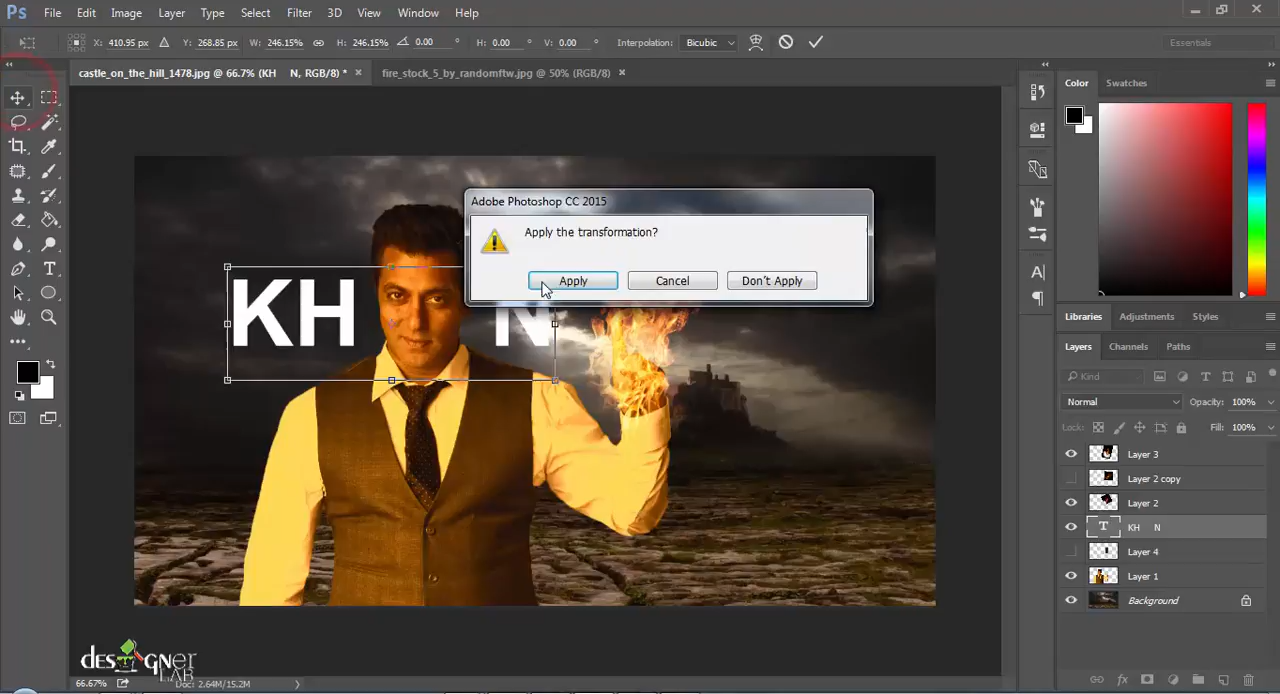 Ps File Edit Image Layer Type Select Filter 3D View Window Help
X: 410.95 px Y: 268.85 px W: 246.15% H: 246.15% 0.00 ° H: 0.00 ° V: 0.00 ° Interpolation: Bicubic Essentials
castle_on_the_hill_1478.jpg @ 66.7% (KH N, RGB/8) * × fire_stock_5_by_randomftw.jpg @ 50% (RGB/8) ×
Color Swatches
Adobe Photoshop CC 2015
Apply the transformation?
Apply Cancel Don't Apply
KH N
Libraries Adjustments Styles
Layers Channels Paths
Kind
Normal Opacity: 100%
Lock: Fill: 100%
Layer 3
Layer 2 copy
Layer 2
T KH N
Layer 4
Layer 1
Background
designer
LAB
66.67% Doc: 2.64M/15.2M